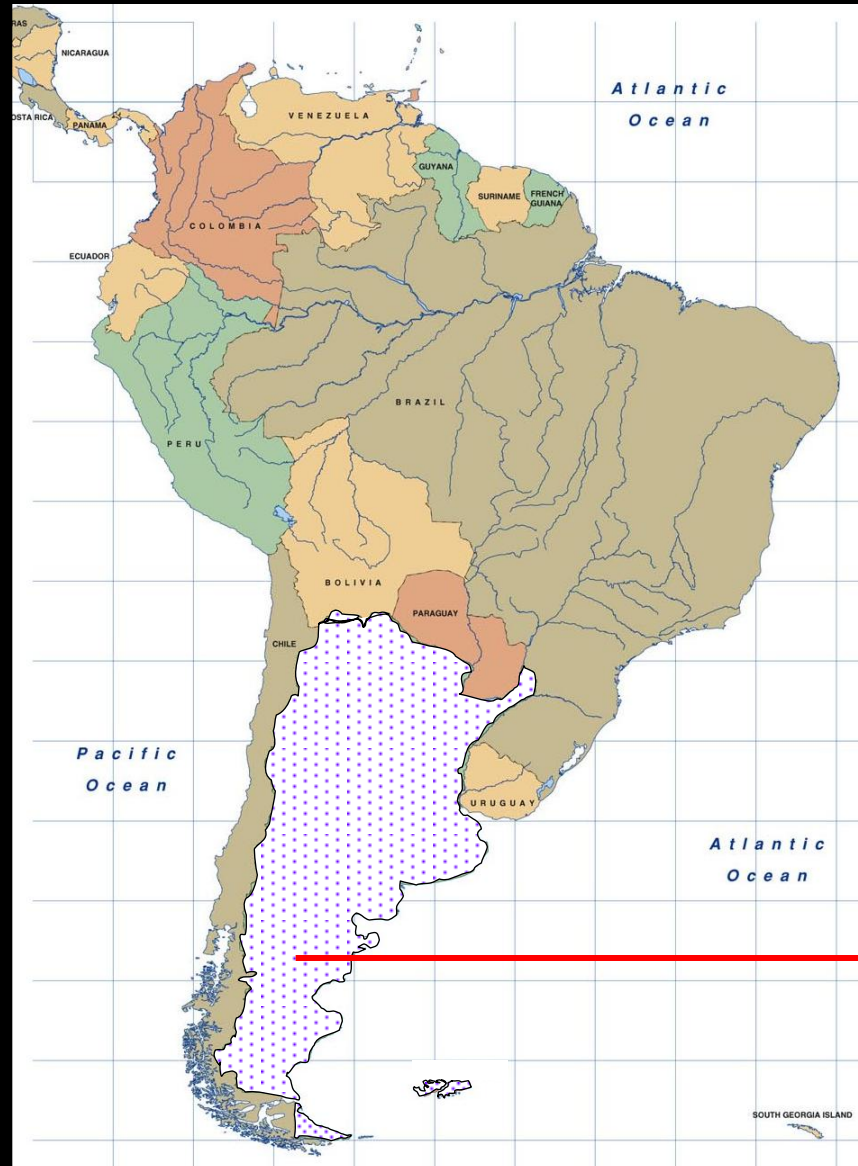 RAS
NICARAGUA
OSTA RICA
PANAMA
VENEZUELA
Atlantic
Ocean
GUYANA
SURINAME
FRENCH
GUIANA
COLOMBIA
ECUADOR
BRAZIL
PERU
BOLIVIA
PARAGUAY
CHILE
Pacific
Ocean
URUGUAY
Atlantic
Ocean
SOUTH GEORGIA ISLAND